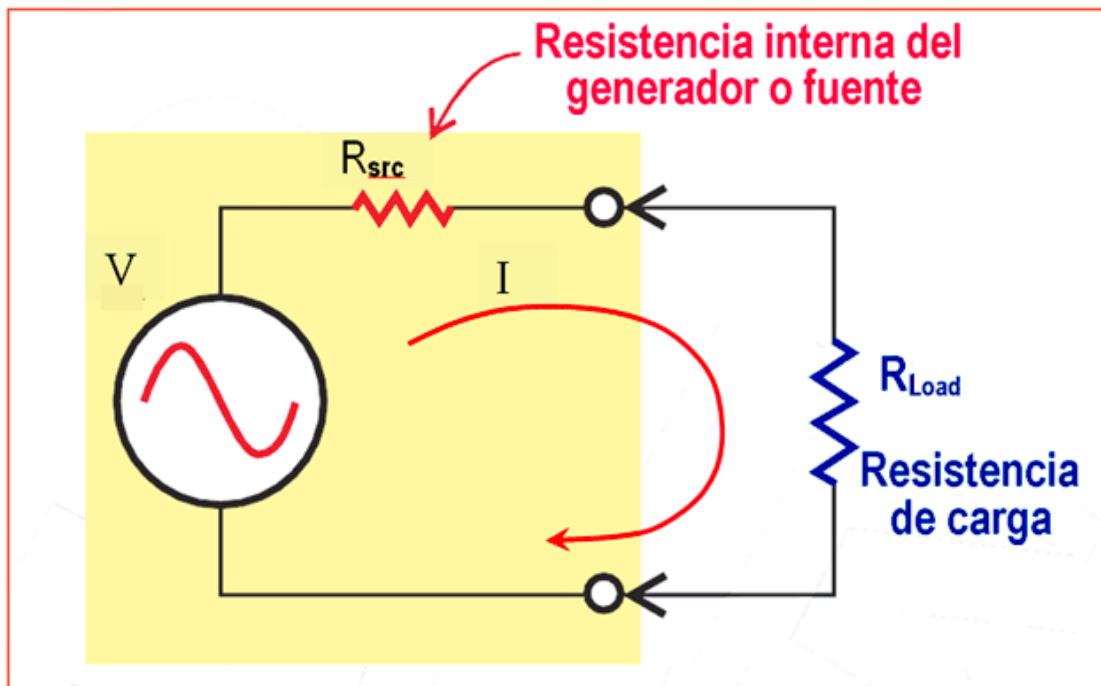 Resistencia interna del
generador o fuente
Rsrc
V
I
RLoad
Resistencia
de carga